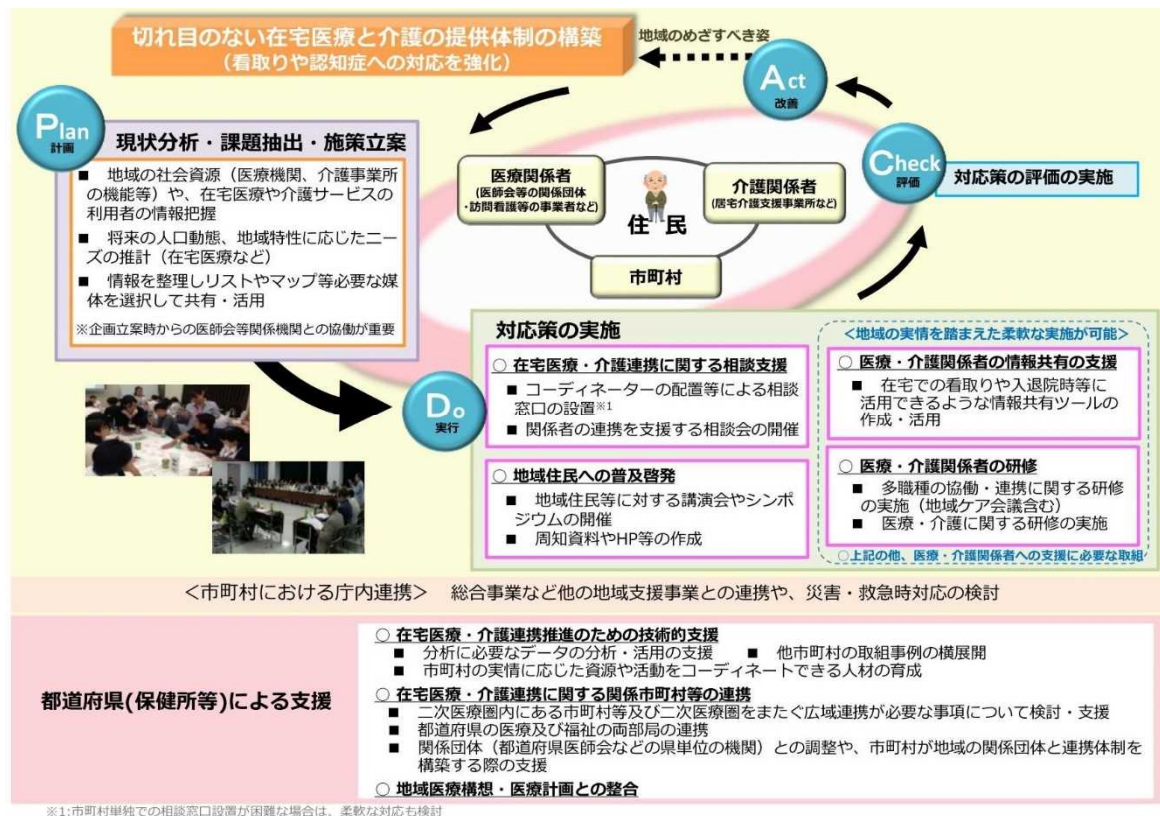 切れ目のない在宅医療と介護の提供体制の構築
（看取りや認知症への対応を強化）
地域のめざすべき姿
Act
改善
Plan
計画
現状分析・課題抽出・施策立案
■ 地域の社会資源（医療機関、介護事業所
の機能等）や、在宅医療や介護サービスの
利用者の情報把握
■ 将来の人口動態、地域特性に応じたニー
ズの推計（在宅医療など）
■ 情報を整理しリストやマップ等必要な媒
体を選択して共有・活用
※企画立案時からの医師会等関係機関との協働が重要
医療関係者
（医師会等の関係団体
・訪問看護等の事業者など）
介護関係者
（居宅介護支援事業所など）
住民
市町村
Check
評価
対応策の評価の実施
Do
実行
対応策の実施
○ 在宅医療・介護連携に関する相談支援
■ コーディネーターの配置等による相談
窓口の設置※1
■ 関係者の連携を支援する相談会の開催
○ 地域住民への普及啓発
■ 地域住民等に対する講演会やシンポ
ジウムの開催
■ 周知資料やHP等の作成
＜地域の実情を踏まえた柔軟な実施が可能＞
○ 医療・介護関係者の情報共有の支援
■ 在宅での看取りや入退院時等に
活用できるような情報共有ツールの
作成・活用
○ 医療・介護関係者の研修
■ 多職種の協働・連携に関する研修
の実施（地域ケア会議含む）
■ 医療・介護に関する研修の実施
○上記の他、医療・介護関係者への支援に必要な取組
＜市町村における庁内連携＞ 総合事業など他の地域支援事業との連携や、災害・救急時対応の検討
都道府県(保健所等)による支援
○ 在宅医療・介護連携推進のための技術的支援
■ 分析に必要なデータの分析・活用の支援 ■ 他市町村の取組事例の横展開
■ 市町村の実情に応じた資源や活動をコーディネートできる人材の育成
○ 在宅医療・介護連携に関する関係市町村等の連携
■ 二次医療圏内にある市町村等及び二次医療圏をまたぐ広域連携が必要な事項について検討・支援
■ 都道府県の医療及び福祉の両部局の連携
■ 関係団体（都道府県医師会などの県単位の機関）との調整や、市町村が地域の関係団体と連携体制を
構築する際の支援
○ 地域医療構想・医療計画との整合
※1:市町村単独での相談窓口設置が困難な場合は、柔軟な対応も検討